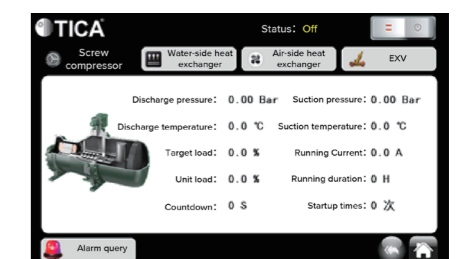 TICA
Status: Off
Screw
compressor
Water-side heat
exchanger
Air-side heat
exchanger
EXV
Discharge pressure: 0.00 Bar Suction pressure: 0.00 Bar
Discharge temperature: 0.0 ℃ Suction temperature: 0.0 ℃
Target load: 0.0 % Running Current: 0.0 A
Unit load: 0.0 % Running duration: 0 H
Countdown: 0 S Startup times: 0 次
Alarm query